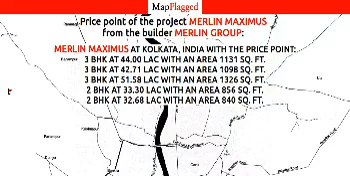 MapFlagged
Price point of the project MERLIN MAXIMUS
from the builder MERLIN GROUP:
MERLIN MAXIMUS AT KOLKATA, INDIA WITH THE PRICE POINT:
3 BHK AT 44.00 LAC WITH AN AREA 1131 SQ. FT.
3 BHK AT 42.71 LAC WITH AN AREA 1098 SQ. FT.
3 BHK AT 51.58 LAC WITH AN AREA 1326 SQ. FT.
2 BHK AT 33.30 LAC WITH AN AREA 856 SQ. FT.
2 BHK AT 32.68 LAC WITH AN AREA 840 SQ. FT.